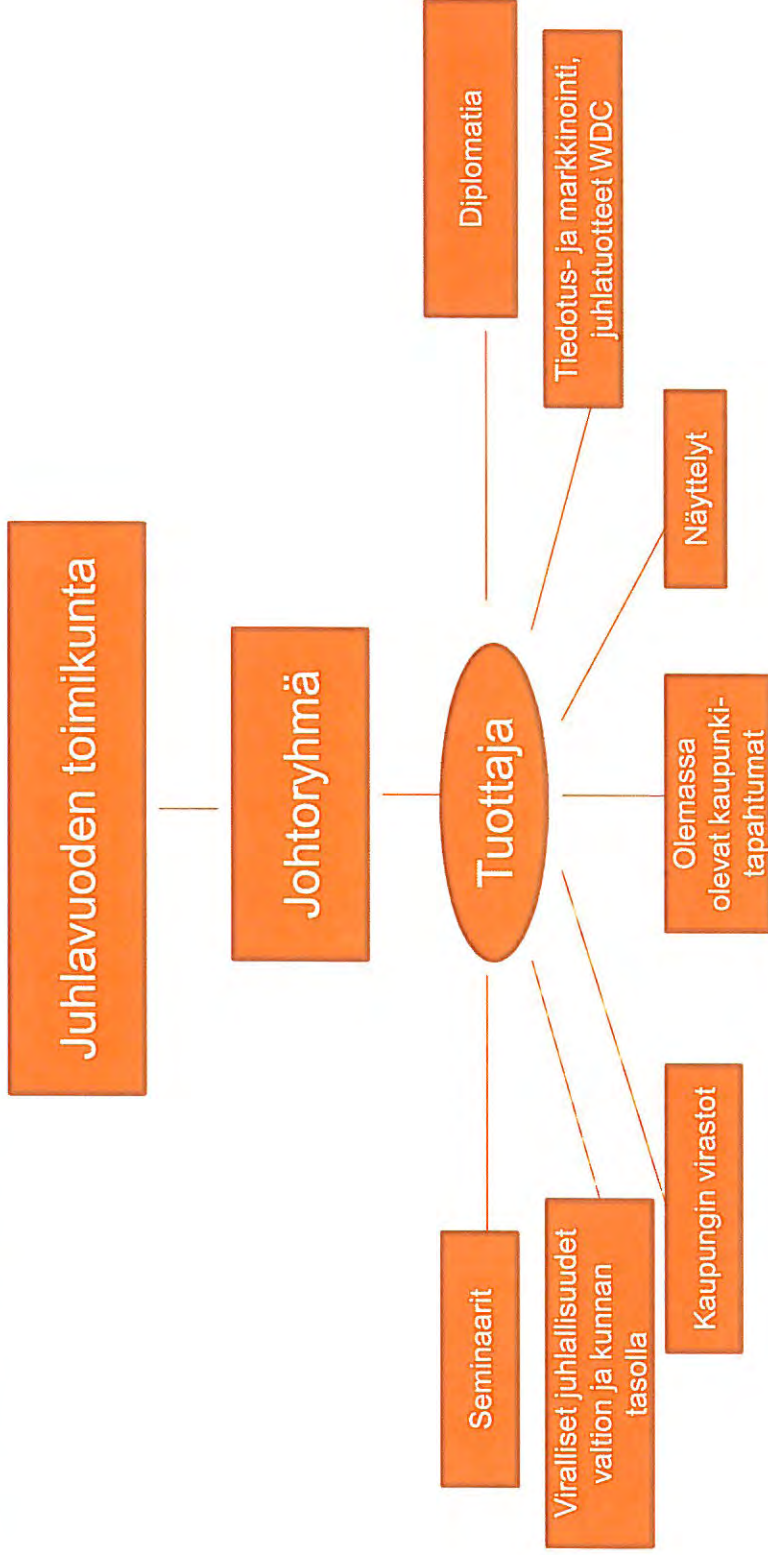 Juhlavuoden toimikunta
Johtoryhmä
Tuottaja
Seminaarit
Viralliset juhlallisuudet
valtion ja kunnan
tasolla
Kaupungin virastot
Olemassa
olevat kaupunki-
tapahtumat
Näyttelyt
Tiedotus- ja markkinointi,
juhlatuotteet WDC
Diplomatia